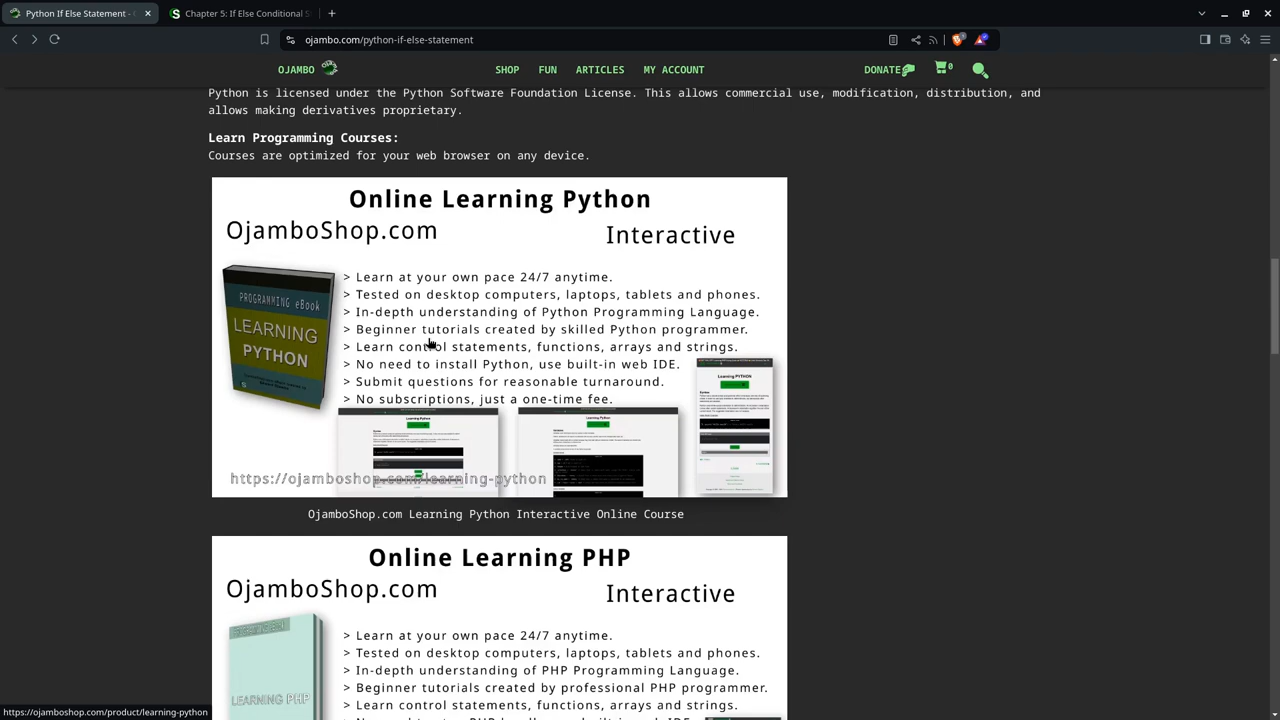 Python If Else Statement -
Chapter 5: If Else Conditional S
ojambo.com/python-if-else-statement
OJAMBO SHOP FUN ARTICLES MY ACCOUNT DONATE 0
Python is licensed under the Python Software Foundation License. This allows commercial use, modification, distribution, and
allows making derivatives proprietary.
Learn Programming Courses:
Courses are optimized for your web browser on any device.
Online Learning Python
OjamboShop.com
Interactive
> Learn at your own pace 24/7 anytime.
> Tested on desktop computers, laptops, tablets and phones.
> In-depth understanding of Python Programming Language.
> Beginner tutorials created by skilled Python programmer.
> Learn control statements, functions, arrays and strings.
> No need to install Python, use built-in web IDE.
> Submit questions for reasonable turnaround.
> No subscriptions, just a one-time fee.
PROGRAMMING eBook
LEARNING
PYTHON
Learning Python
Learning Python
Learning PYTHON
https://ojamboshop.com/learning-python
OjamboShop.com Learning Python Interactive Online Course
Online Learning PHP
OjamboShop.com
Interactive
> Learn at your own pace 24/7 anytime.
> Tested on desktop computers, laptops, tablets and phones.
> In-depth understanding of PHP Programming Language.
> Beginner tutorials created by professional PHP programmer.
> Learn control statements, functions, arrays and strings.
LEARNING PHP
https://ojamboshop.com/product/learning-python